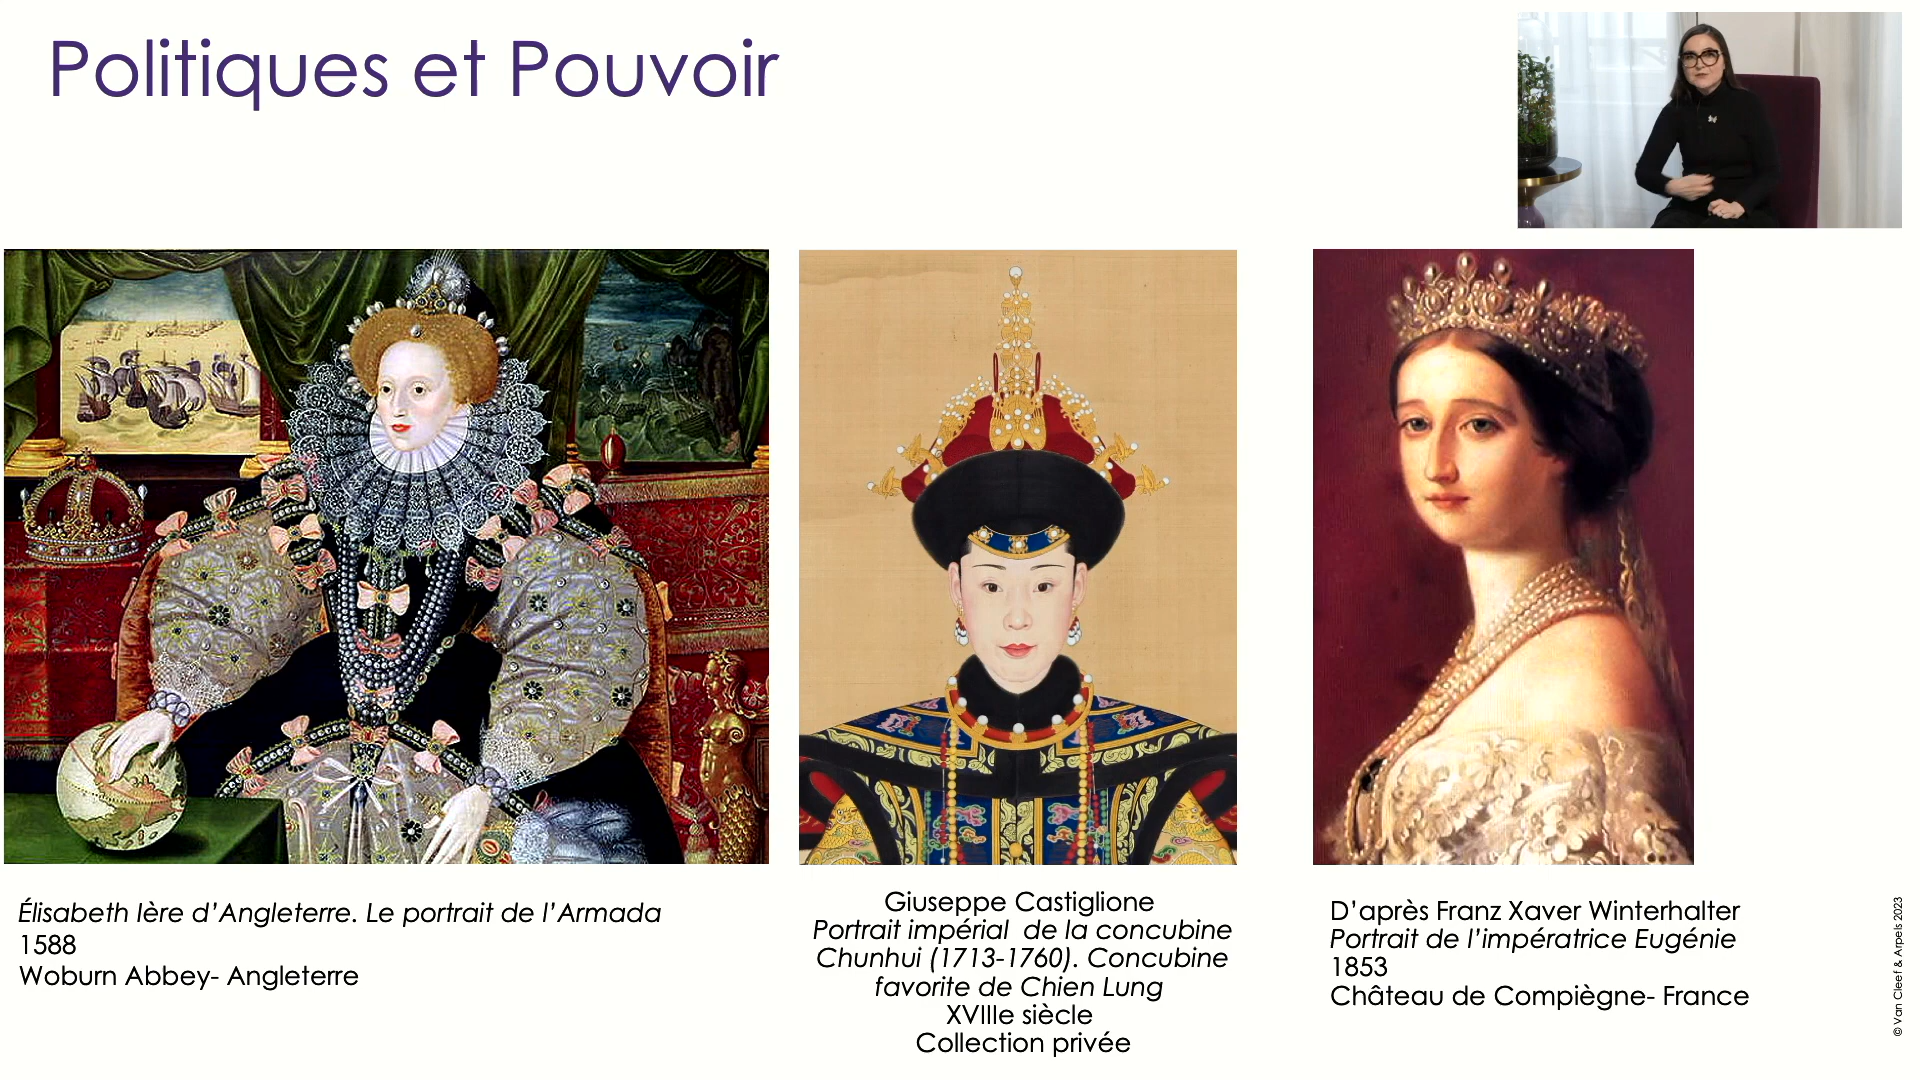 Politiques et Pouvoir
Élisabeth Ière d’Angleterre. Le portrait de l’Armada
1588
Woburn Abbey- Angleterre
Giuseppe Castiglione
Portrait impérial  de la concubine
Chunhui (1713-1760). Concubine
favorite de Chien Lung
XVIIIe siècle
Collection privée
D’après Franz Xaver Winterhalter
Portrait de l’impératrice Eugénie
1853
Château de Compiègne- France
© Van Cleef & Arpels 2023